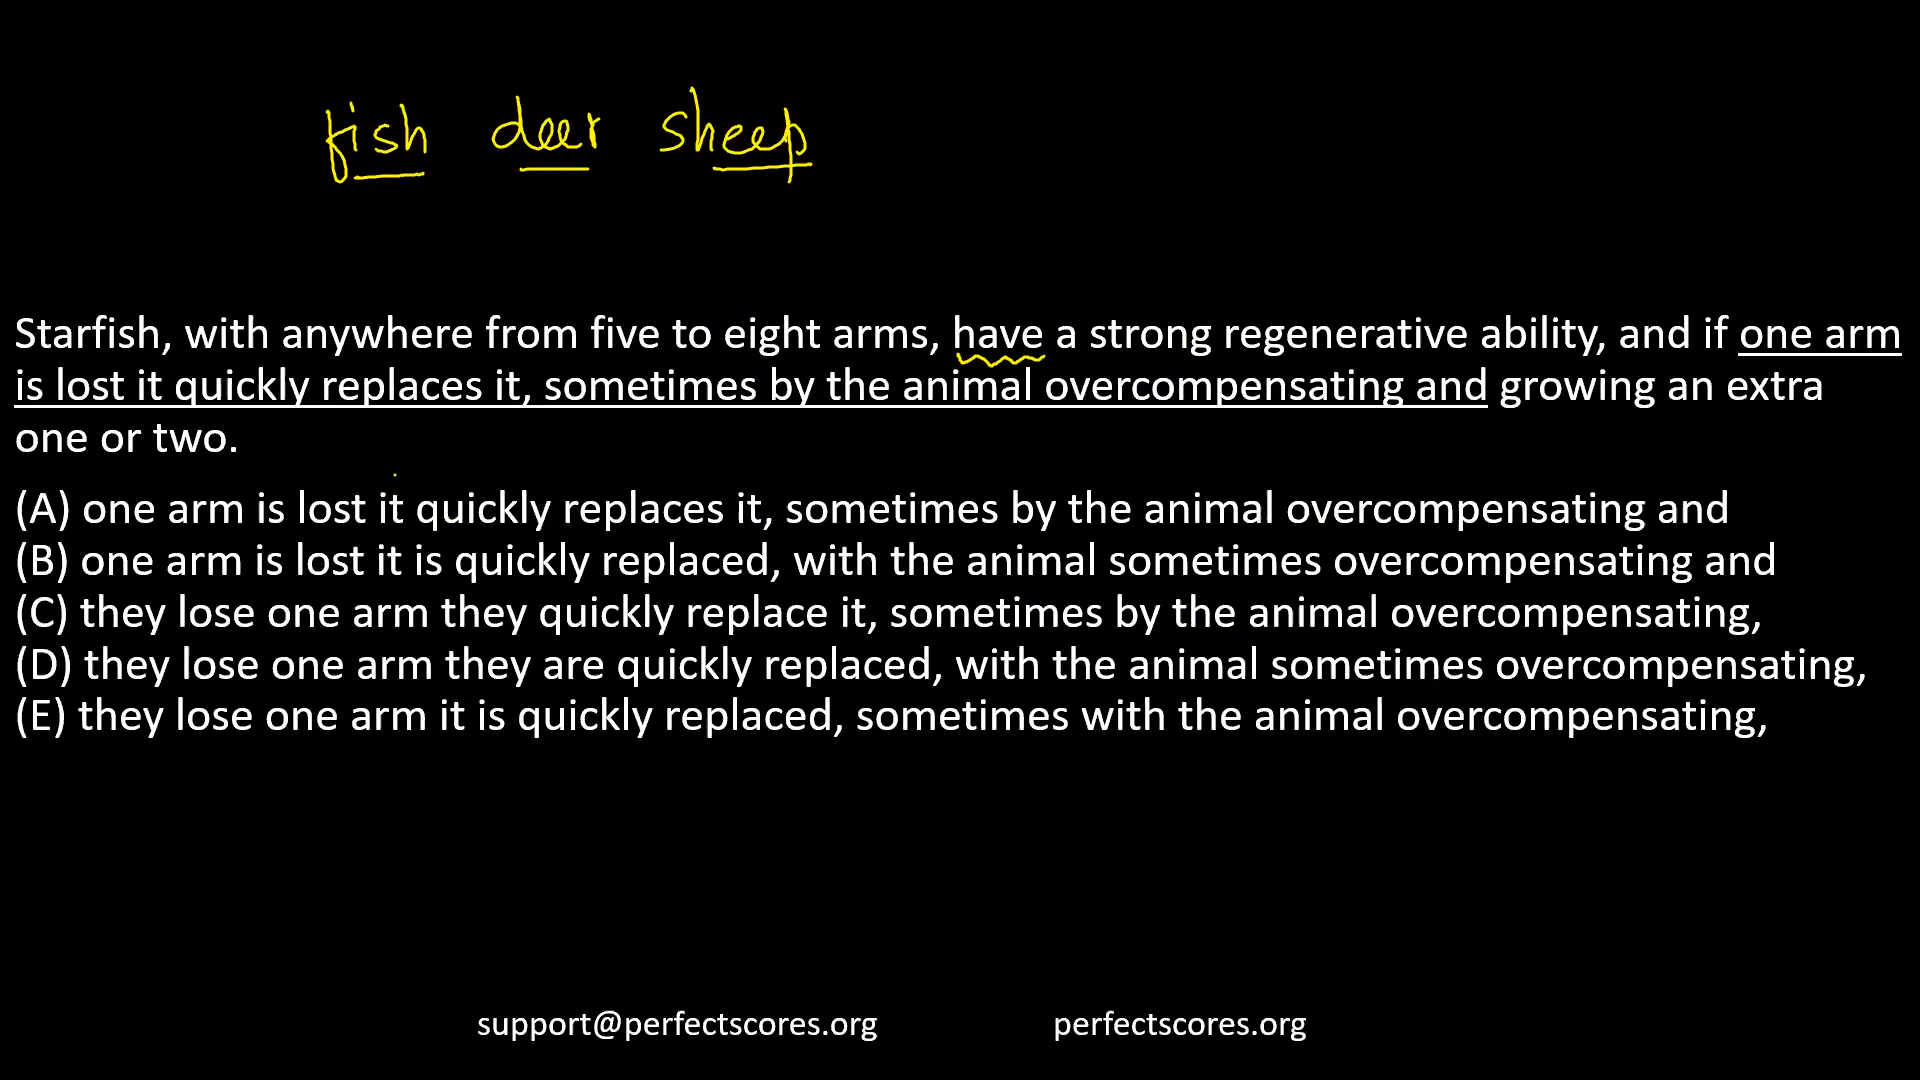 fish deer sheep
Starfish, with anywhere from five to eight arms, have a strong regenerative ability, and if one arm
is lost it quickly replaces it, sometimes by the animal overcompensating and growing an extra
one or two.
(A) one arm is lost it quickly replaces it, sometimes by the animal overcompensating and
(B) one arm is lost it is quickly replaced, with the animal sometimes overcompensating and
(C) they lose one arm they quickly replace it, sometimes by the animal overcompensating,
(D) they lose one arm they are quickly replaced, with the animal sometimes overcompensating,
(E) they lose one arm it is quickly replaced, sometimes with the animal overcompensating,
support@perfectscores.org perfectscores.org